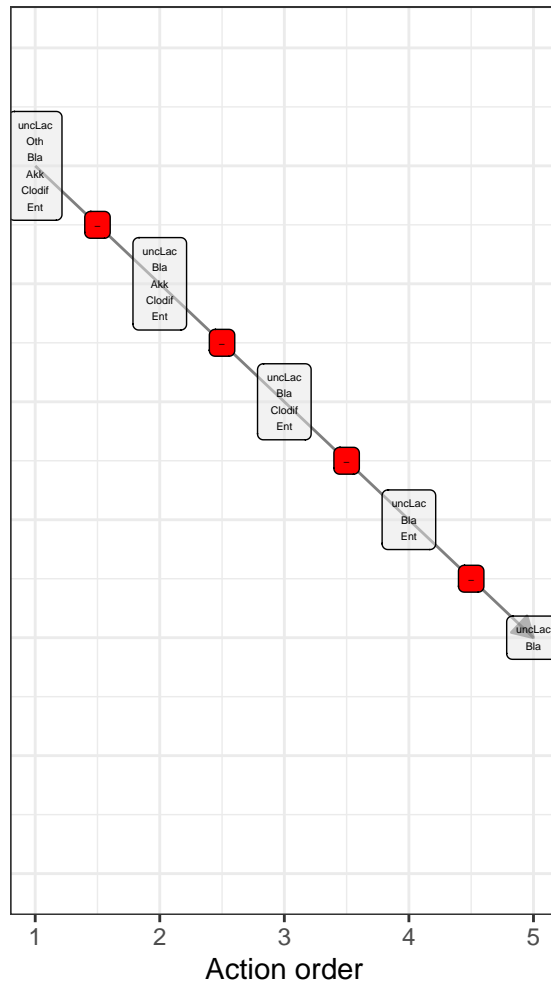 uncLac
Oth
Bla
Akk
Clodif
Ent
–
uncLac
Bla
Akk
Clodif
Ent
–
uncLac
Bla
Clodif
Ent
–
uncLac
Bla
Ent
–
uncLac
Bla
1 2 3 4 5
Action order